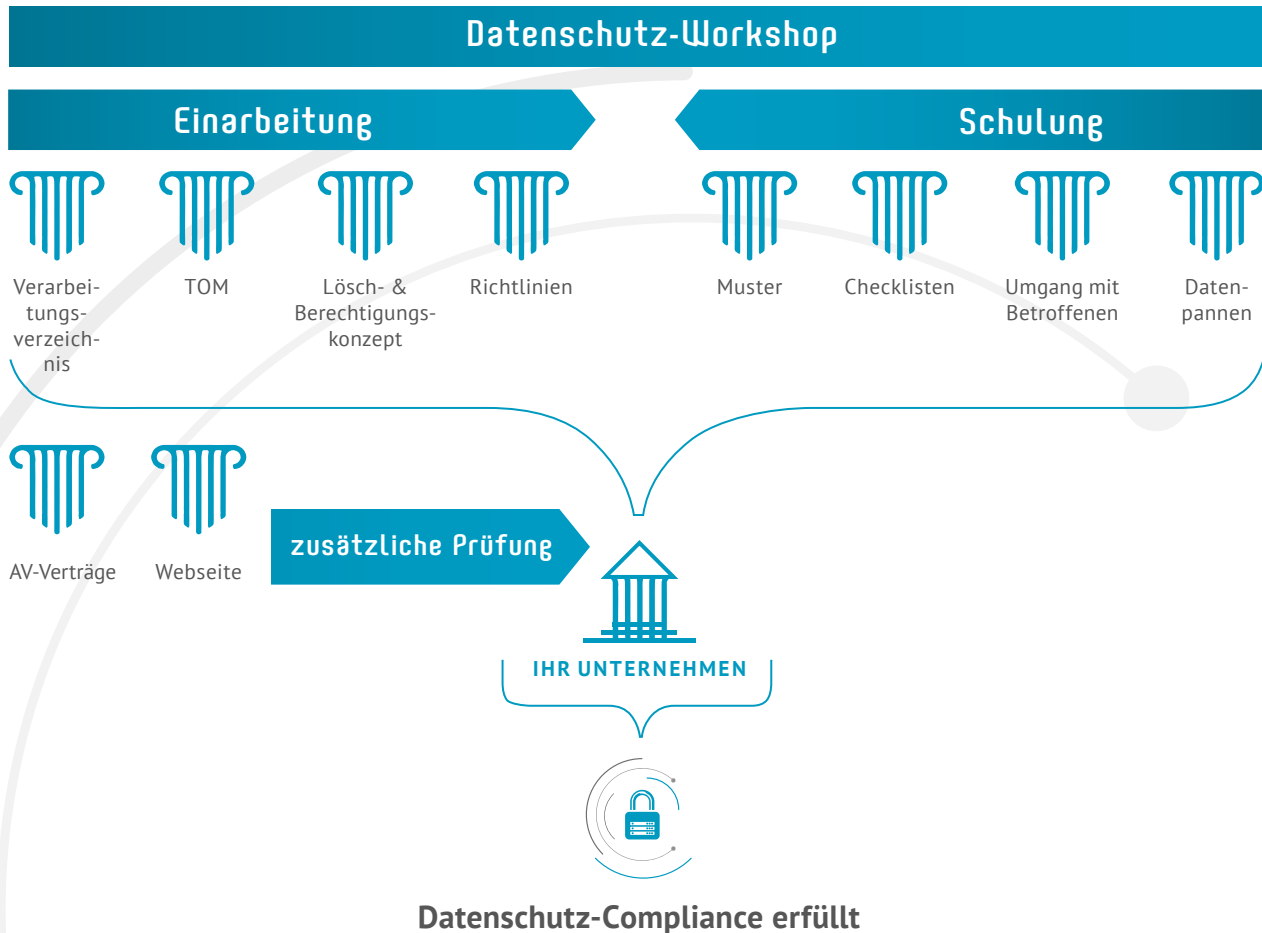 Datenschutz-Workshop
Einarbeitung
Schulung
Verarbei-
tungs-
verzeich-
nis
TOM
Lösch- &
Berechtigungs-
konzept
Richtlinien
Muster
Checklisten
Umgang mit
Betroffenen
Daten-
pannen
AV-Verträge
Webseite
zusätzliche Prüfung
IHR UNTERNEHMEN
Datenschutz-Compliance erfüllt